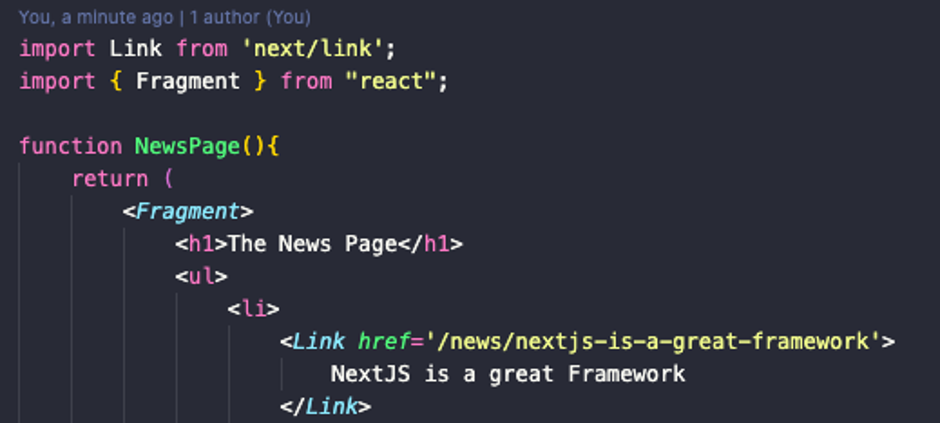 You, a minute ago | 1 author (You)
import Link from 'next/link';
import { Fragment } from "react";
function NewsPage(){
return (
<Fragment>
<h1>The News Page</h1>
<ul>
<li>
<Link href='/news/nextjs-is-a-great-framework'>
NextJS is a great Framework
</Link>